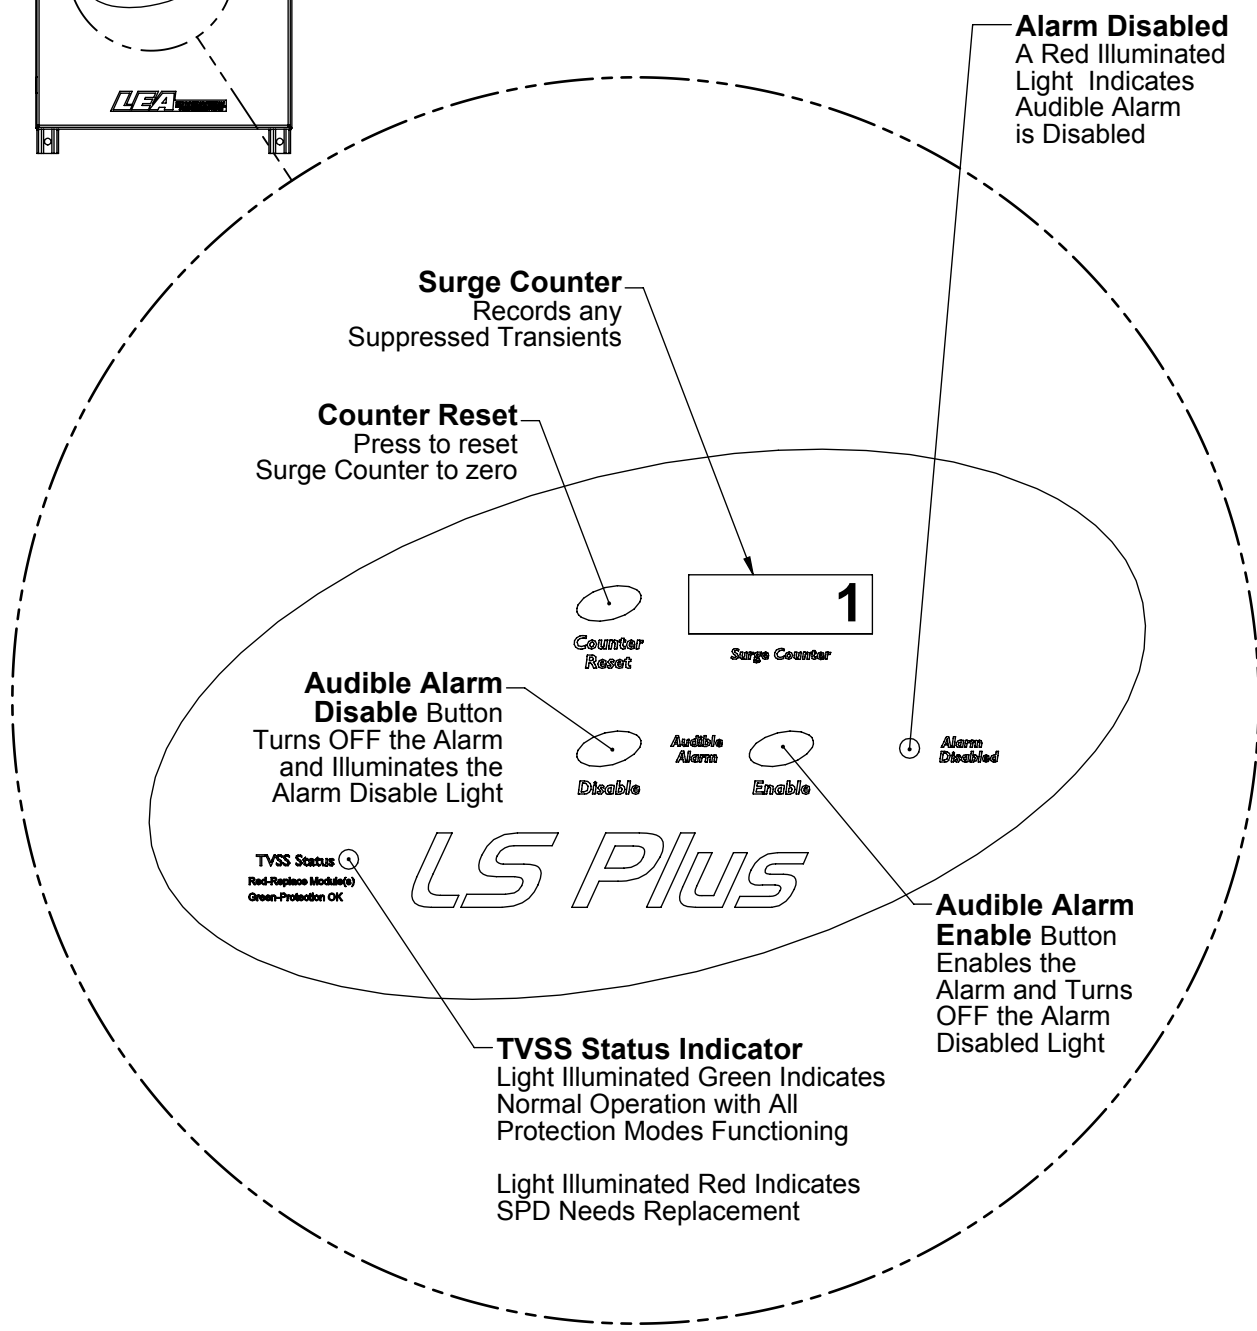 LEA
Alarm Disabled
A Red Illuminated
Light Indicates
Audible Alarm
is Disabled
Surge Counter
Records any
Suppressed Transients
Counter Reset
Press to reset
Surge Counter to zero
1
Counter
Reset
Surge Counter
Audible Alarm
Disable Button
Turns OFF the Alarm
and Illuminates the
Alarm Disable Light
Audible
Alarm
Disable
Enable
Alarm
Disabled
TVSS Status
Red-Replace Module(s)
Green-Protection OK
LS Plus
Audible Alarm
Enable Button
Enables the
Alarm and Turns
OFF the Alarm
Disabled Light
TVSS Status Indicator
Light Illuminated Green Indicates
Normal Operation with All
Protection Modes Functioning
Light Illuminated Red Indicates
SPD Needs Replacement